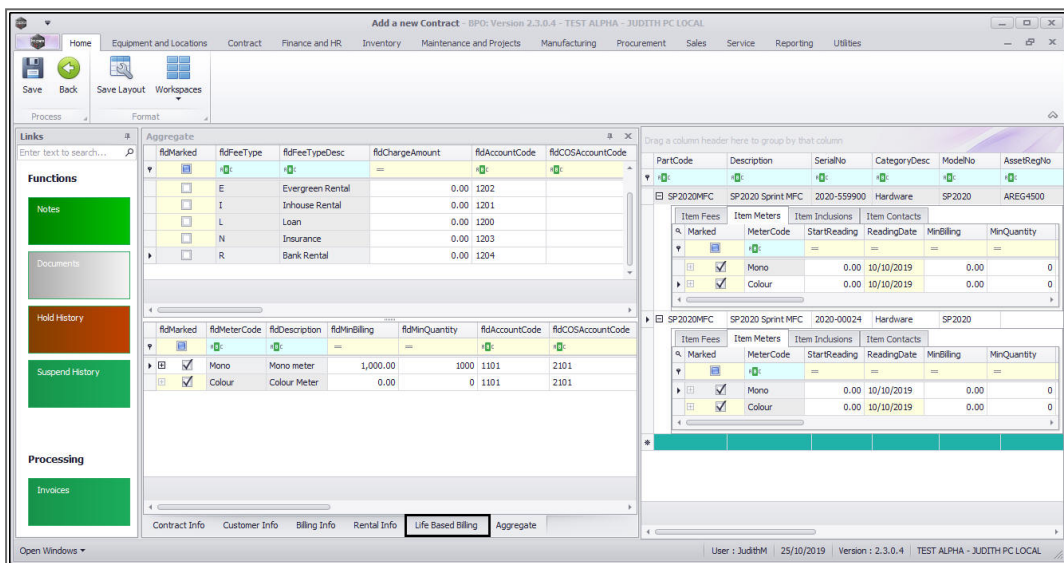 Add a new Contract - BPO: Version 2.3.0.4 - TEST ALPHA - JUDITH PC LOCAL
Home Equipment and Locations Contract Finance and HR Inventory Maintenance and Projects Manufacturing Procurement Sales Service Reporting Utilities
Save Back Save Layout Workspaces
Process Format
Links
Enter text to search...
Functions
Notes
Documents
Hold History
Suspend History
Processing
Invoices
Aggregate
fldMarked fldFeeType fldFeeTypeDesc fldChargeAmount fldAccountCode fldCOSAccountCode
=
E Evergreen Rental 0.00 1202
I Inhouse Rental 0.00 1201
L Loan 0.00 1200
N Insurance 0.00 1203
R Bank Rental 0.00 1204
fldMarked fldMeterCode fldDescription fldMinBilling fldMinQuantity fldAccountCode fldCOSAccountCode
= =
Mono Mono meter 1,000.00 1000 1101 2101
Colour Colour Meter 0.00 0 1101 2101
Contract Info Customer Info Billing Info Rental Info Life Based Billing Aggregate
Drag a column header here to group by that column
PartCode Description SerialNo CategoryDesc ModelNo AssetRegNo
SP2020MFC SP2020 Sprint MFC 2020-559900 Hardware SP2020 AREG4500
Item Fees Item Meters Item Inclusions Item Contacts
Marked MeterCode StartReading ReadingDate MinBilling MinQuantity
= = = =
Mono 0.00 10/10/2019 0.00 0
Colour 0.00 10/10/2019 0.00 0
SP2020MFC SP2020 Sprint MFC 2020-00024 Hardware SP2020
Item Fees Item Meters Item Inclusions Item Contacts
Marked MeterCode StartReading ReadingDate MinBilling MinQuantity
= = = =
Mono 0.00 10/10/2019 0.00 0
Colour 0.00 10/10/2019 0.00 0
Open Windows
User : JudithM 25/10/2019 Version : 2.3.0.4 TEST ALPHA - JUDITH PC LOCAL